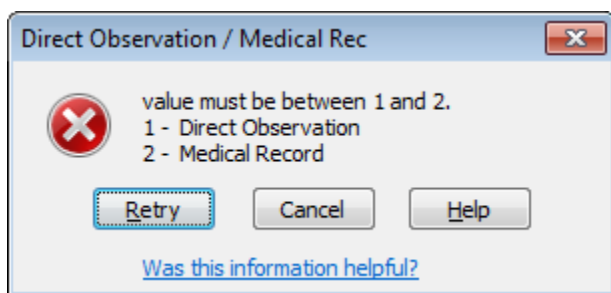 Direct Observation / Medical Rec
value must be between 1 and 2.
1 - Direct Observation
2 - Medical Record
Retry Cancel Help
Was this information helpful?